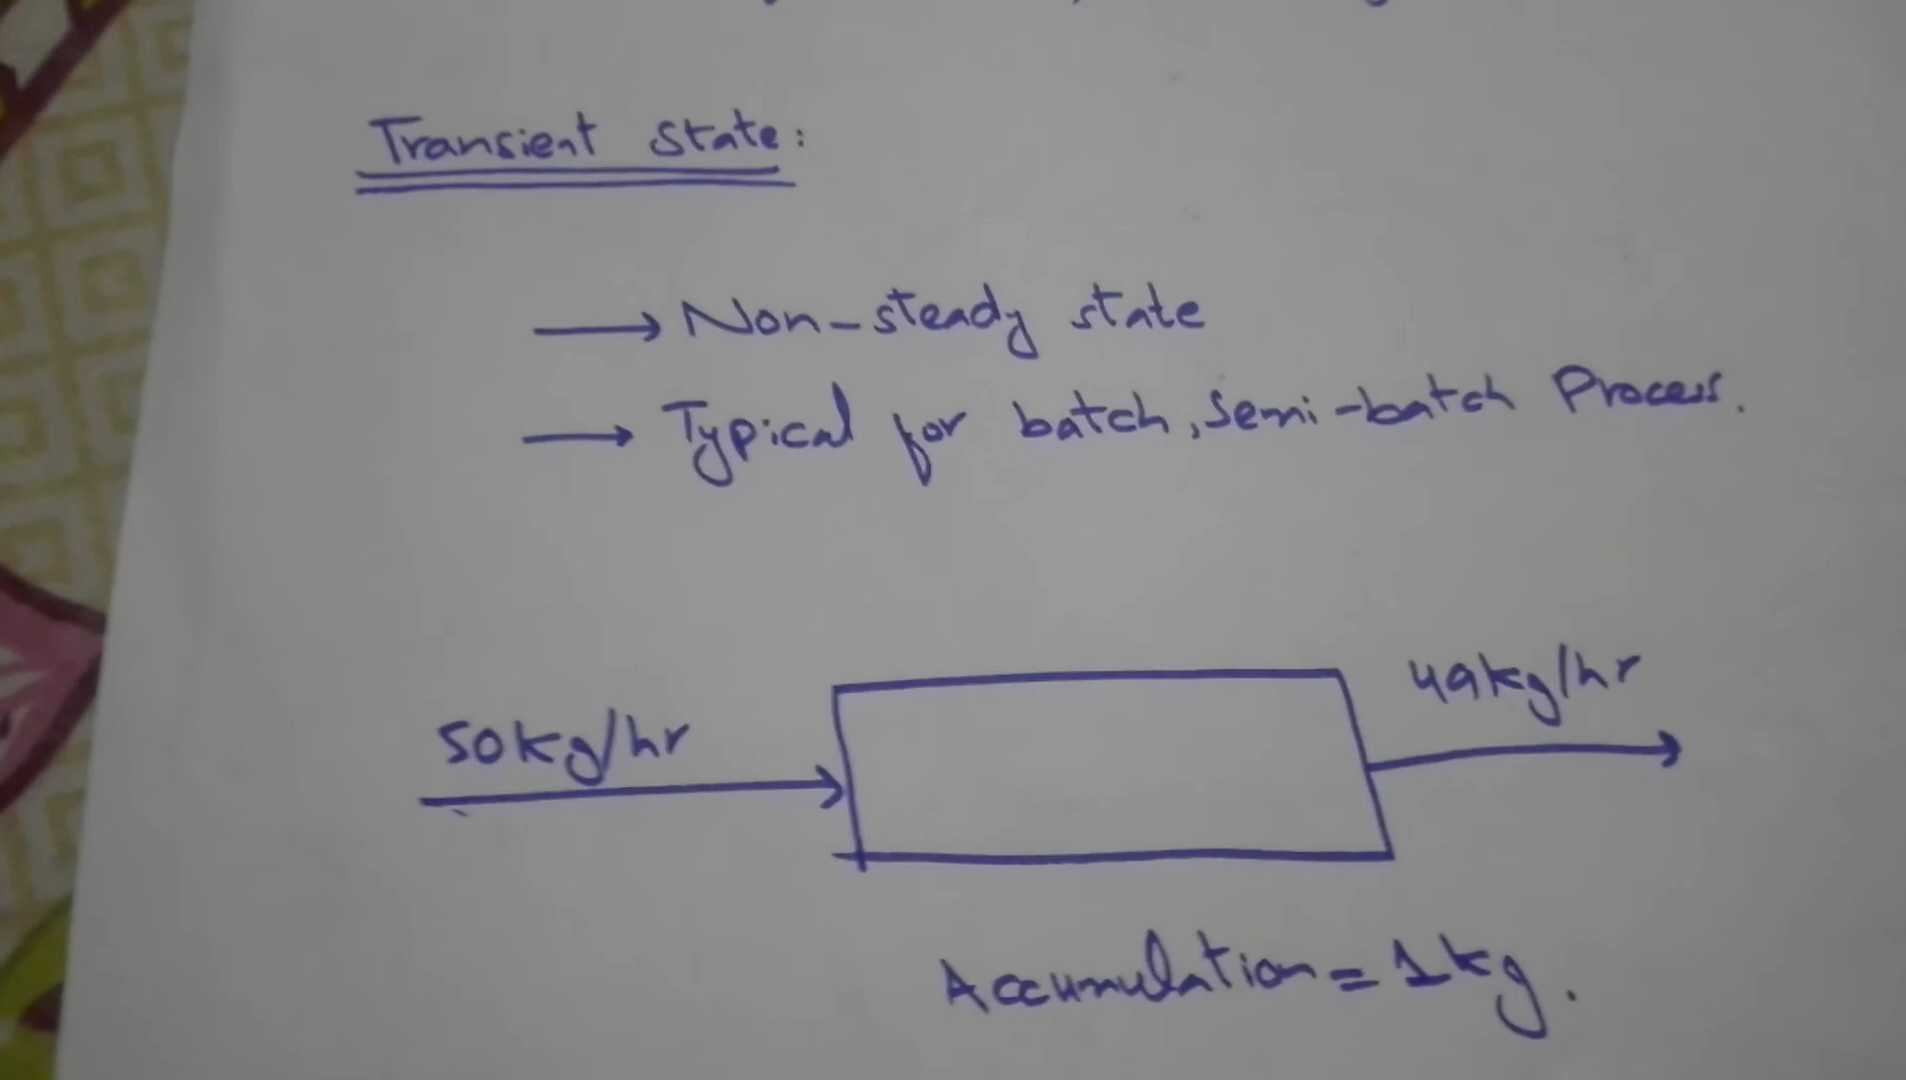 Transient state:
→ Non-steady state
→ Typical for batch, semi-batch Process.
50kg/hr
49kg/hr
Accumulation = 1kg.